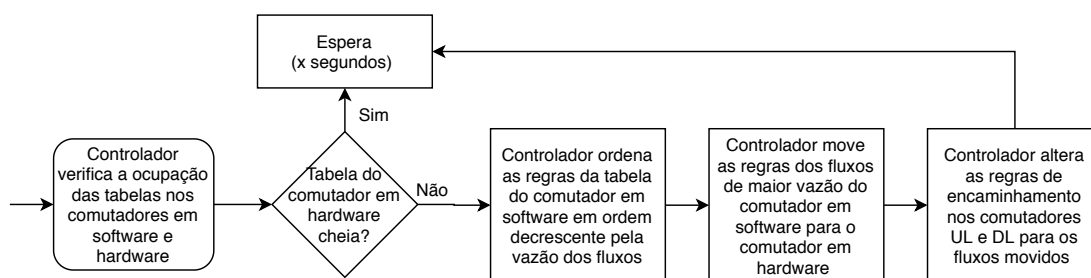 Espera
(x segundos)
Sim
Controlador
verifica a ocupação
das tabelas nos
comutadores em
software e
hardware
Tabela do
comutador em
hardware
cheia?
Não
Controlador ordena
as regras da tabela
do comutador em
software em ordem
decrescente pela
vazão dos fluxos
Controlador move
as regras dos fluxos
de maior vazão do
comutador em
software para o
comutador em
hardware
Controlador altera
as regras de
encaminhamento
nos comutadores
UL e DL para os
fluxos movidos